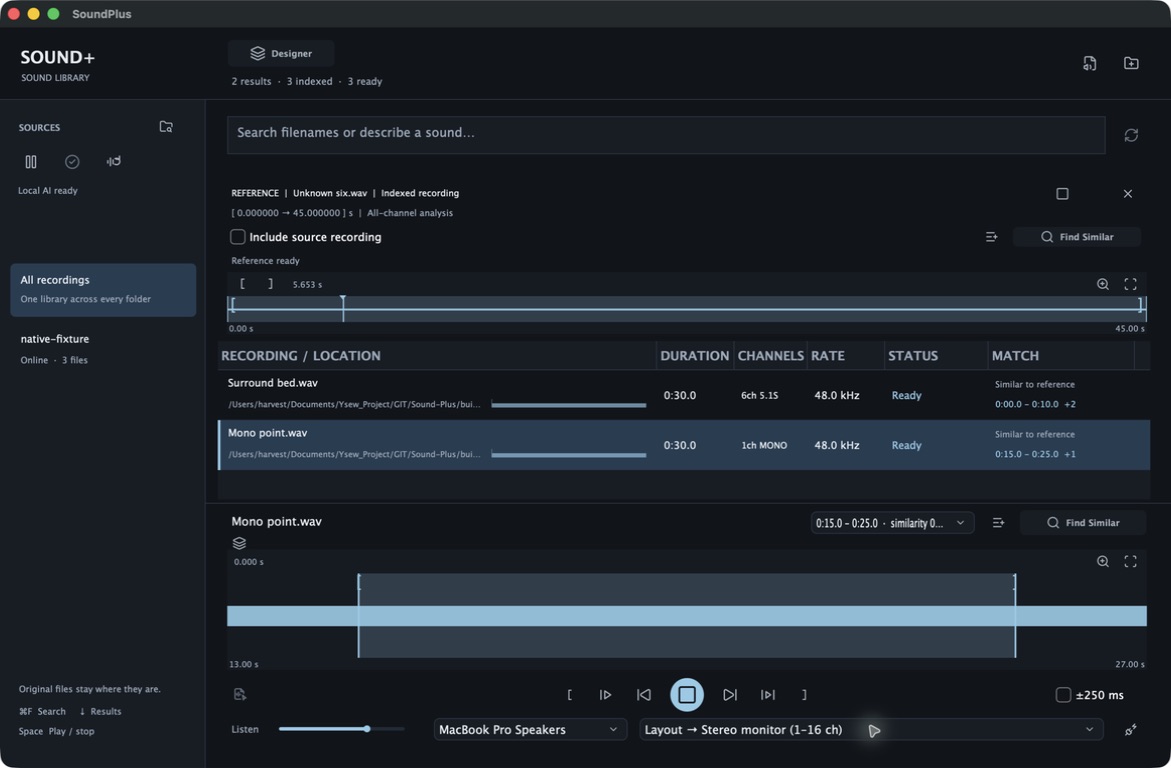 SoundPlus
SOUND+
SOUND LIBRARY
Designer
2 results · 3 indexed · 3 ready
SOURCES
Local AI ready
All recordings
One library across every folder
native-fixture
Online · 3 files
Original files stay where they are.
⌘F Search ↓ Results
Space Play / stop
Search filenames or describe a sound...
REFERENCE | Unknown six.wav | Indexed recording
[ 0.000000 → 45.000000 ] s | All-channel analysis
Include source recording
Find Similar
Reference ready
[ ] 5.653 s
0.00 s 45.00 s
RECORDING / LOCATION DURATION CHANNELS RATE STATUS MATCH
Surround bed.wav
/Users/harvest/Documents/Ysew_Project/GIT/Sound-Plus/bui...
0:30.0 6ch 5.1S 48.0 kHz Ready
Similar to reference
0:00.0 – 0:10.0 +2
Mono point.wav
/Users/harvest/Documents/Ysew_Project/GIT/Sound-Plus/bui...
0:30.0 1ch MONO 48.0 kHz Ready
Similar to reference
0:15.0 – 0:25.0 +1
Mono point.wav
0:15.0 – 0:25.0 · similarity 0...
Find Similar
0.000 s
13.00 s 27.00 s
[ ]
±250 ms
Listen
MacBook Pro Speakers
Layout → Stereo monitor (1–16 ch)